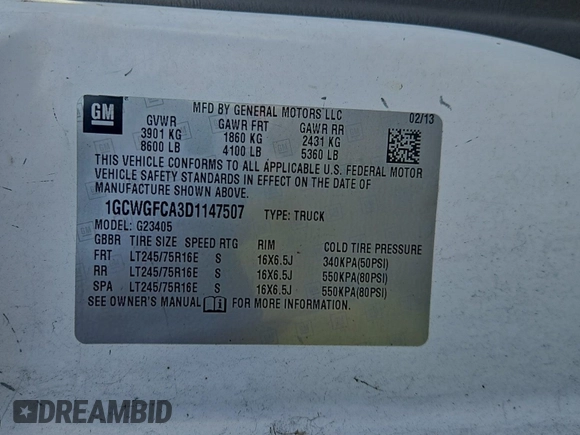 GM
MFD BY GENERAL MOTORS LLC 02/13
GVWR GAWR FRT GAWR RR
3901 KG 1860 KG 2431 KG
8600 LB 4100 LB 5360 LB
THIS VEHICLE CONFORMS TO ALL APPLICABLE U.S. FEDERAL MOTOR
VEHICLE SAFETY STANDARDS IN EFFECT ON THE DATE OF
MANUFACTURE SHOWN ABOVE.
1GCWGFCA3D1147507 TYPE: TRUCK
MODEL: G23405
GBBR TIRE SIZE SPEED RTG RIM COLD TIRE PRESSURE
FRT LT245/75R16E S 16X6.5J 340KPA(50PSI)
RR LT245/75R16E S 16X6.5J 550KPA(80PSI)
SPA LT245/75R16E S 16X6.5J 550KPA(80PSI)
SEE OWNER'S MANUAL FOR MORE INFORMATION
DREAMBID